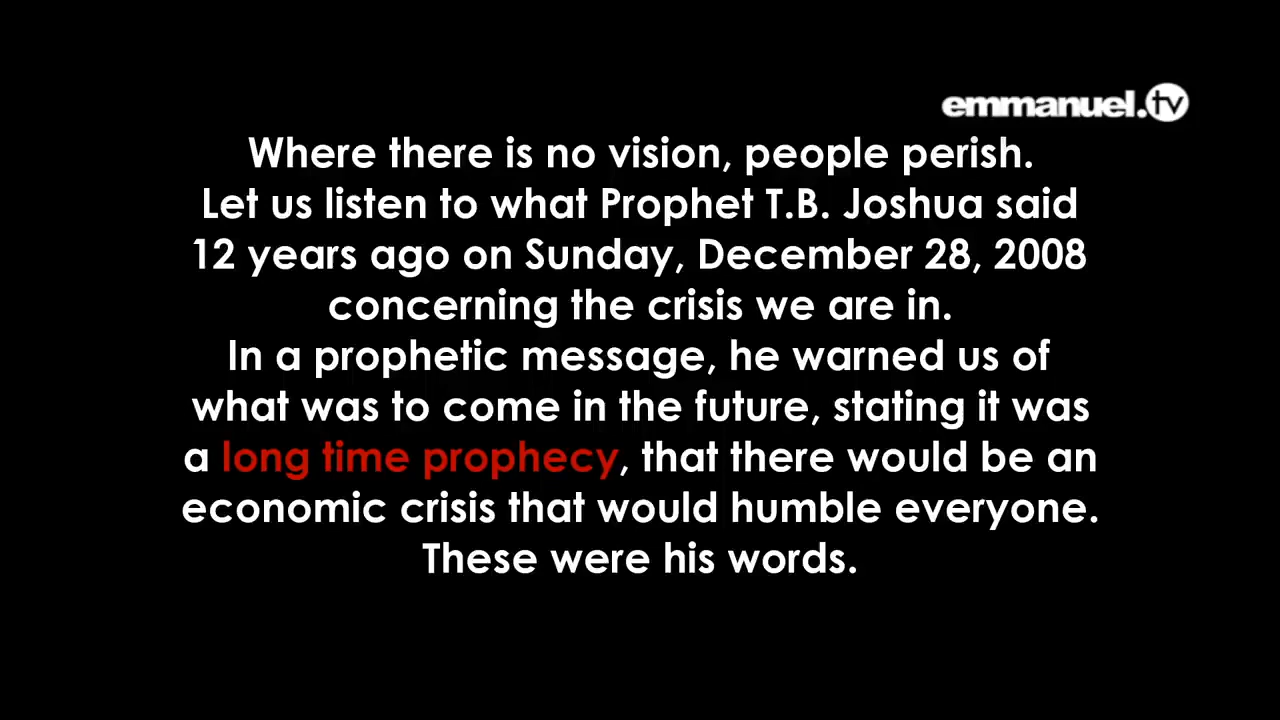 emmanuel.tv
Where there is no vision, people perish.
Let us listen to what Prophet T.B. Joshua said
12 years ago on Sunday, December 28, 2008
concerning the crisis we are in.
In a prophetic message, he warned us of
what was to come in the future, stating it was
a long time prophecy, that there would be an
economic crisis that would humble everyone.
These were his words.